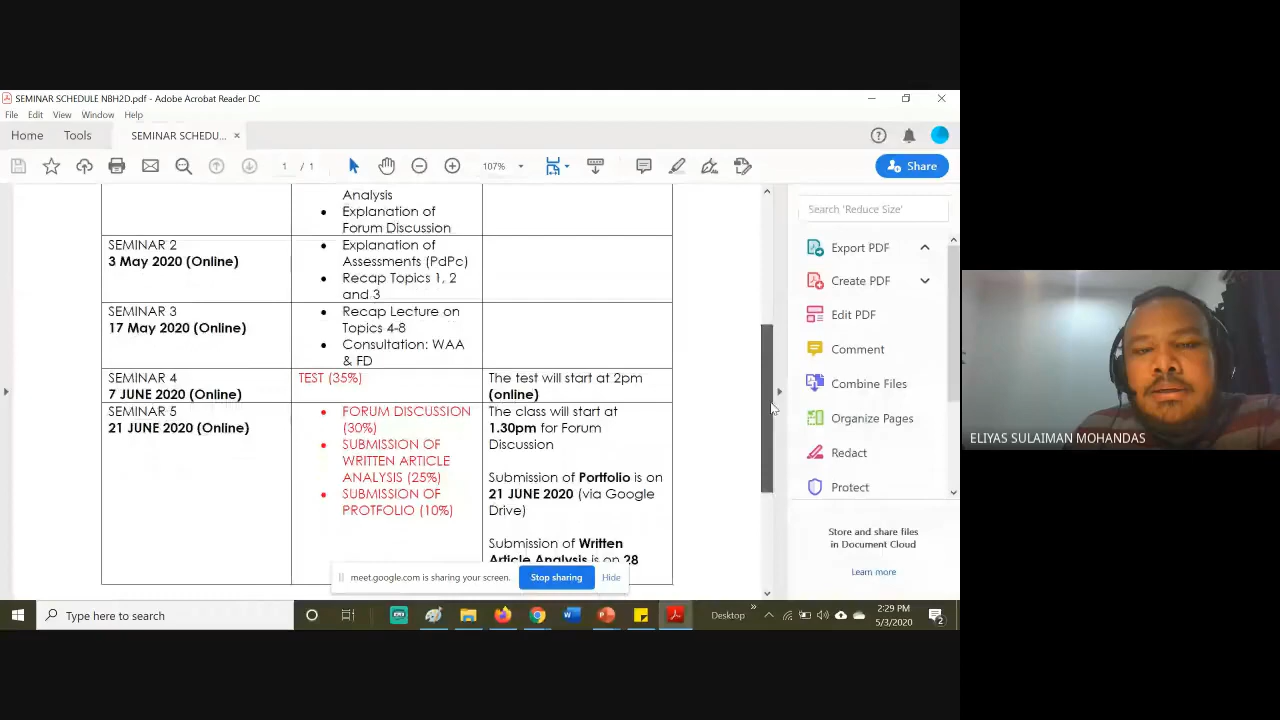 SEMINAR SCHEDULE NBH2D.pdf - Adobe Acrobat Reader DC
File Edit View Window Help
Home Tools SEMINAR SCHEDU... ×
1 / 1 107% Share
Analysis
• Explanation of
Forum Discussion
SEMINAR 2
3 May 2020 (Online)
• Explanation of
Assessments (PdPc)
• Recap Topics 1, 2
and 3
SEMINAR 3
17 May 2020 (Online)
• Recap Lecture on
Topics 4-8
• Consultation: WAA
& FD
SEMINAR 4
7 JUNE 2020 (Online)
TEST (35%)
The test will start at 2pm
(online)
SEMINAR 5
21 JUNE 2020 (Online)
• FORUM DISCUSSION
(30%)
• SUBMISSION OF
WRITTEN ARTICLE
ANALYSIS (25%)
• SUBMISSION OF
PROTFOLIO (10%)
The class will start at
1.30pm for Forum
Discussion
Submission of Portfolio is on
21 JUNE 2020 (via Google
Drive)
Submission of Written
Article Analysis is on 28
Search 'Reduce Size'
Export PDF
Create PDF
Edit PDF
Comment
Combine Files
Organize Pages
Redact
Protect
Store and share files
in Document Cloud
Learn more
meet.google.com is sharing your screen. Stop sharing Hide
Type here to search
Desktop
2:29 PM
5/3/2020
2
ELIYAS SULAIMAN MOHANDAS